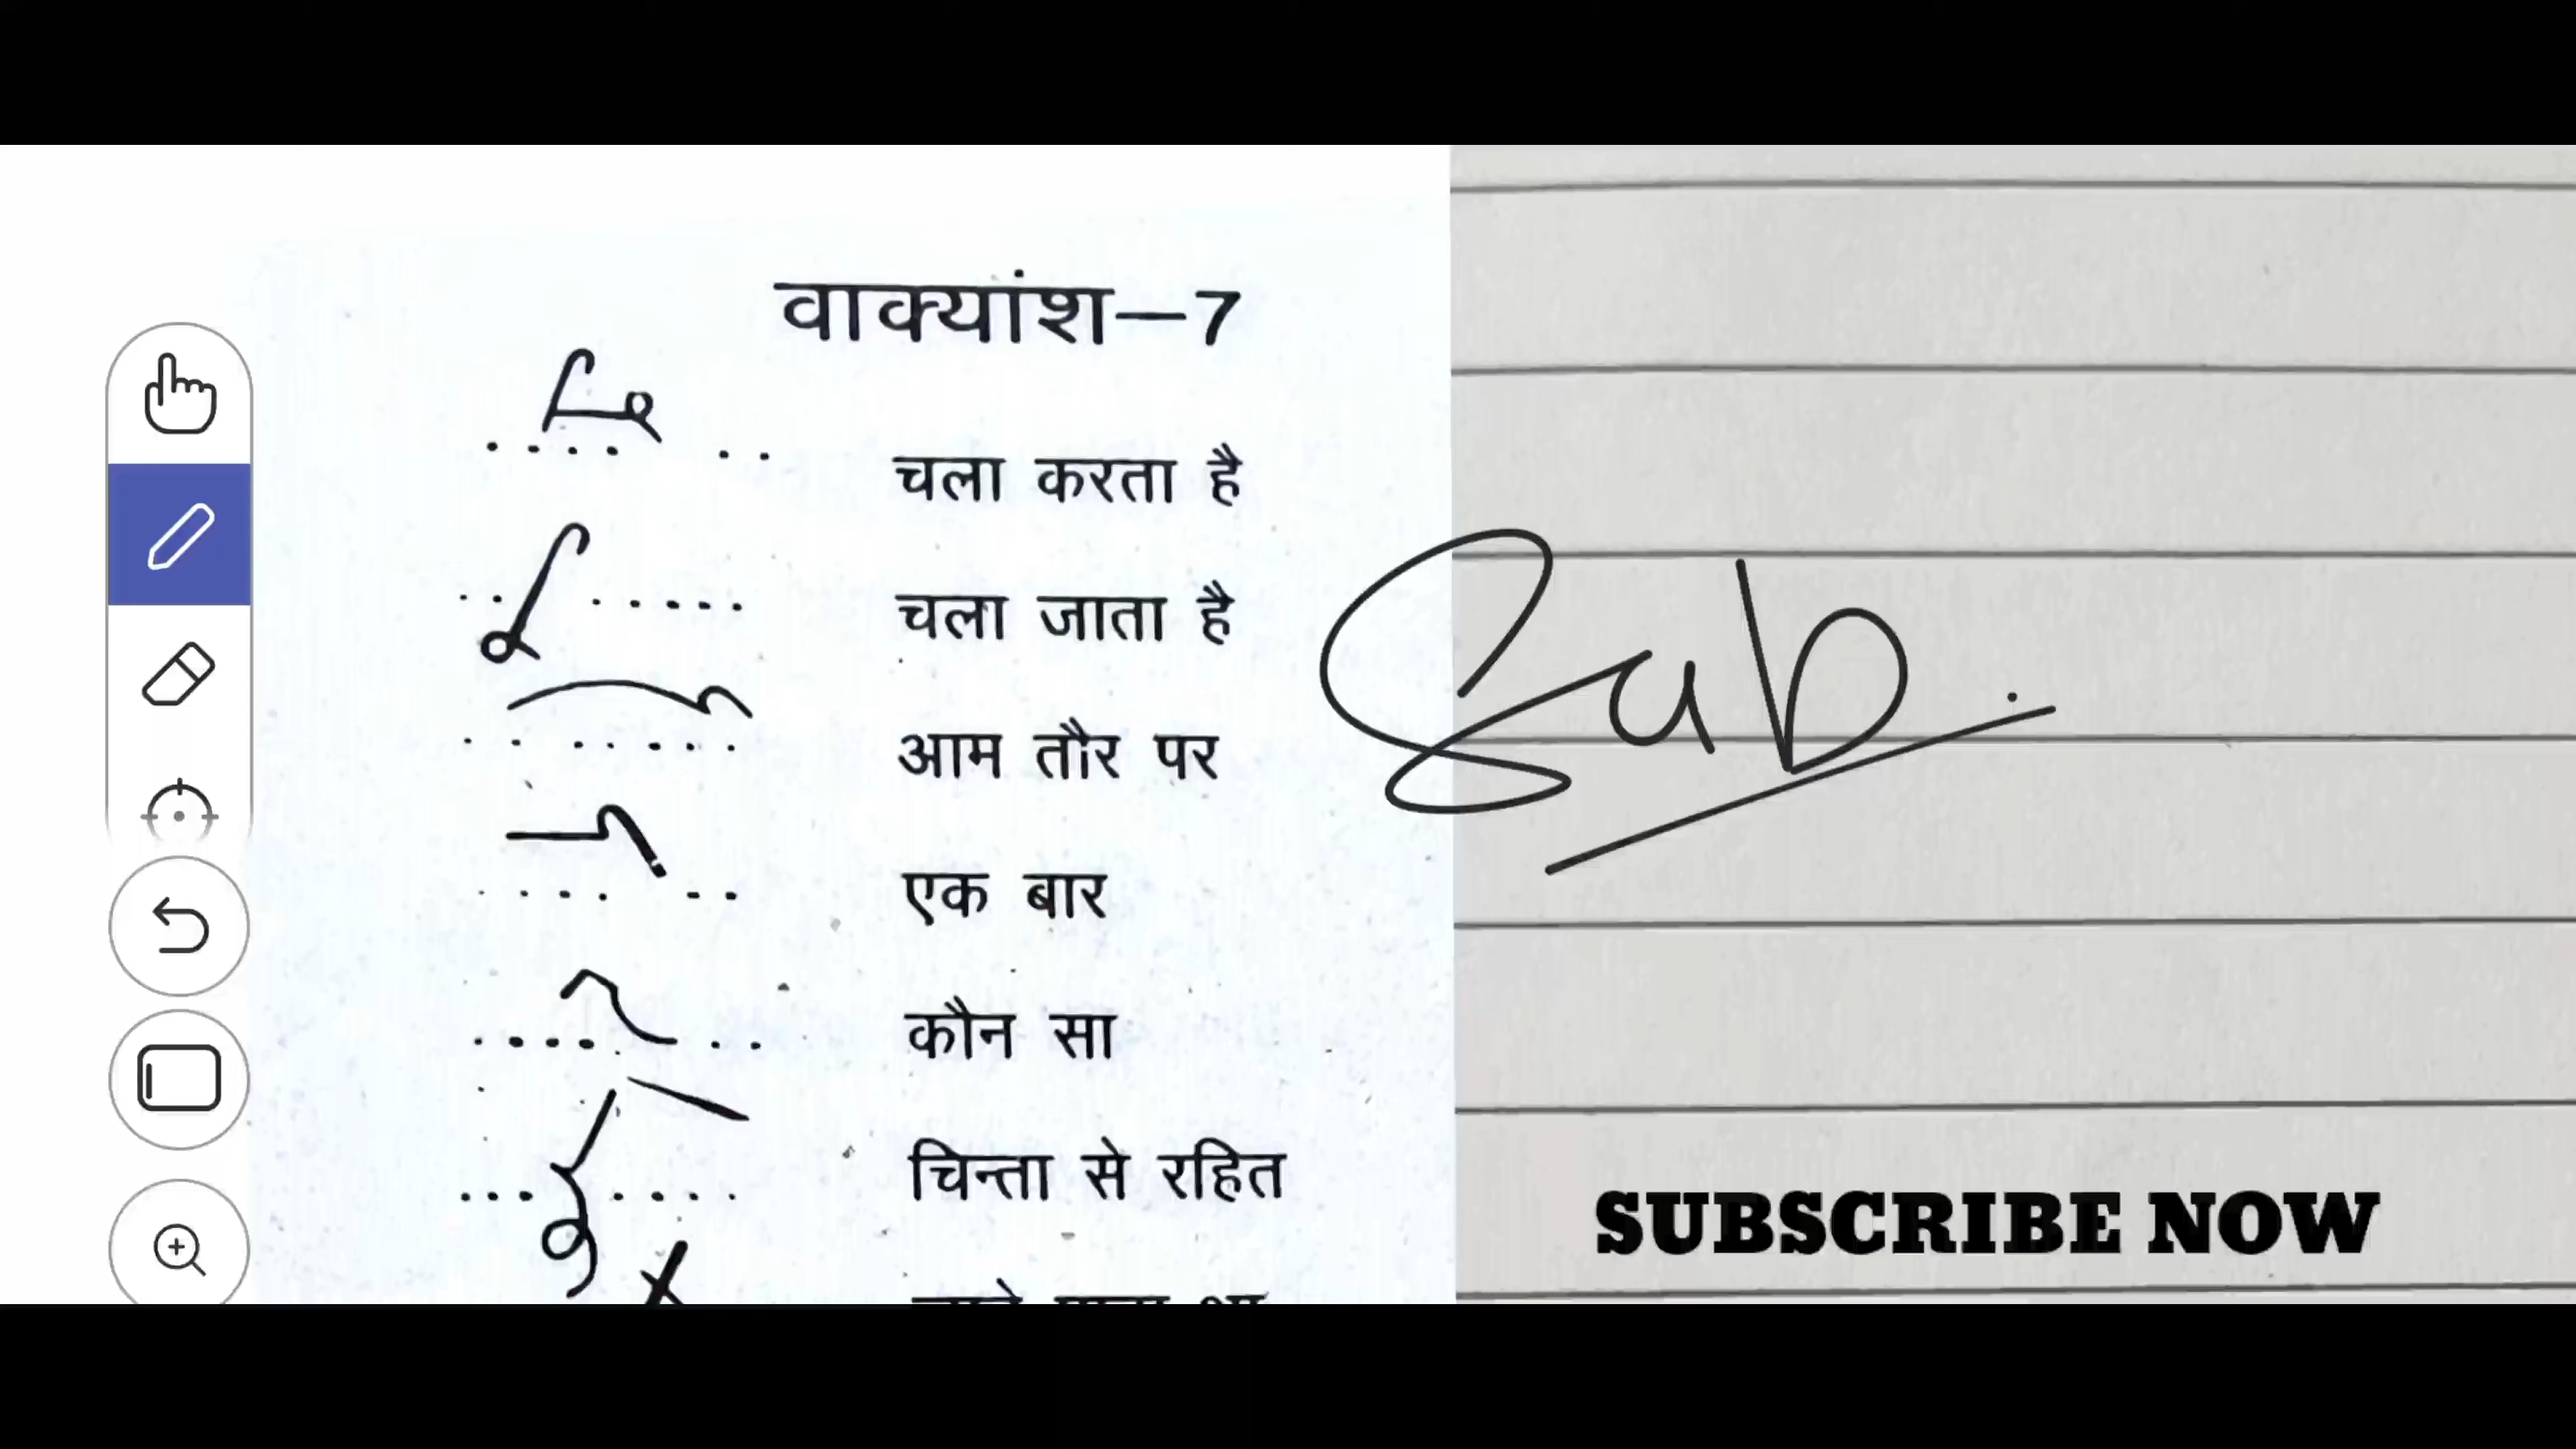 वाक्यांश—7
चला करता है
चला जाता है
आम तौर पर
एक बार
कौन सा
चिन्ता से रहित
Sub.
SUBSCRIBE NOW